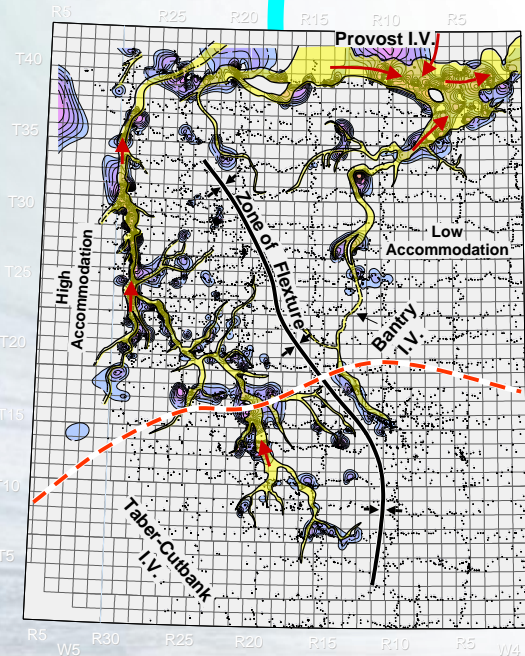 R5 R25 R20 R15 R10 R5
Provost I.V.
T40
T35
T30
T25
T20
T15
T10
T5
High
Accommodation
Zone of Flexture
Low
Accommodation
Bantry
I.V.
Taber-Cutbank
I.V.
R5 R30 R25 R20 R15 R10 R5
W5 W4